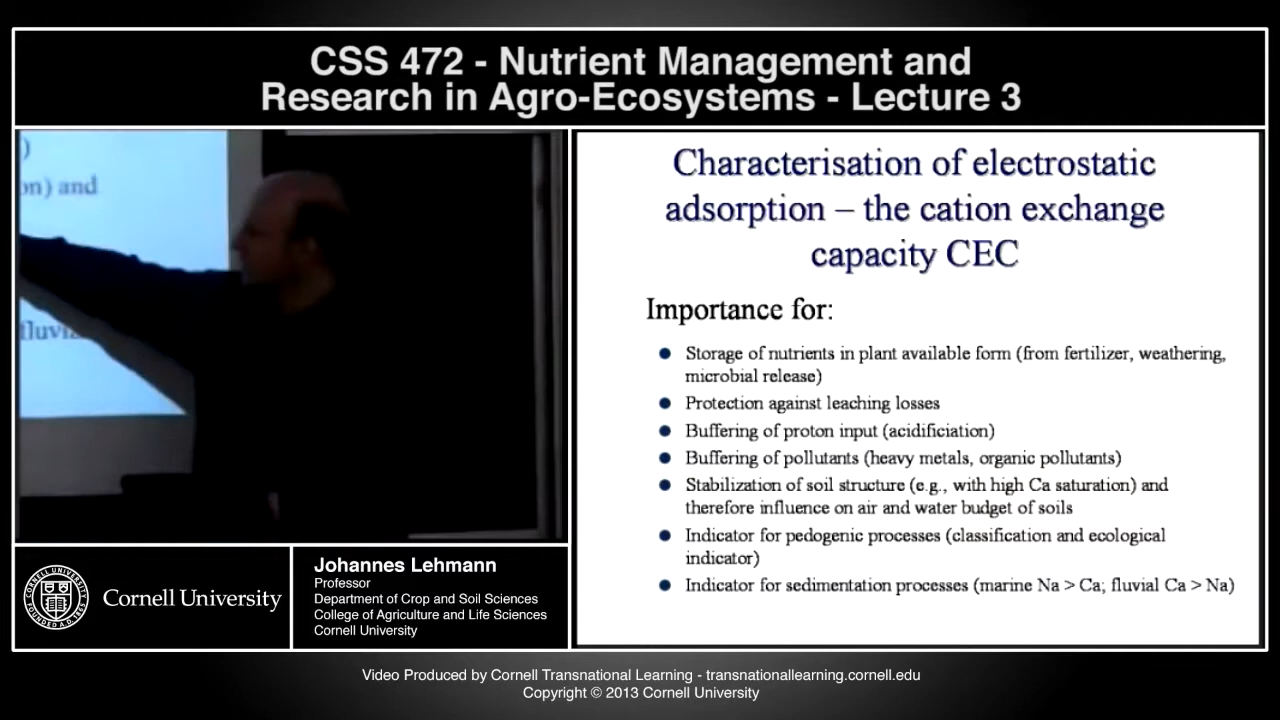 CSS 472 - Nutrient Management and
Research in Agro-Ecosystems - Lecture 3
)
on) and
fluvia
Characterisation of electrostatic
adsorption – the cation exchange
capacity CEC
Importance for:
Storage of nutrients in plant available form (from fertilizer, weathering,
microbial release)
Protection against leaching losses
Buffering of proton input (acidificiation)
Buffering of pollutants (heavy metals, organic pollutants)
Stabilization of soil structure (e.g., with high Ca saturation) and
therefore influence on air and water budget of soils
Indicator for pedogenic processes (classification and ecological
indicator)
Indicator for sedimentation processes (marine Na > Ca; fluvial Ca > Na)
Cornell University
Johannes Lehmann
Professor
Department of Crop and Soil Sciences
College of Agriculture and Life Sciences
Cornell University
Video Produced by Cornell Transnational Learning - transnationallearning.cornell.edu
Copyright © 2013 Cornell University